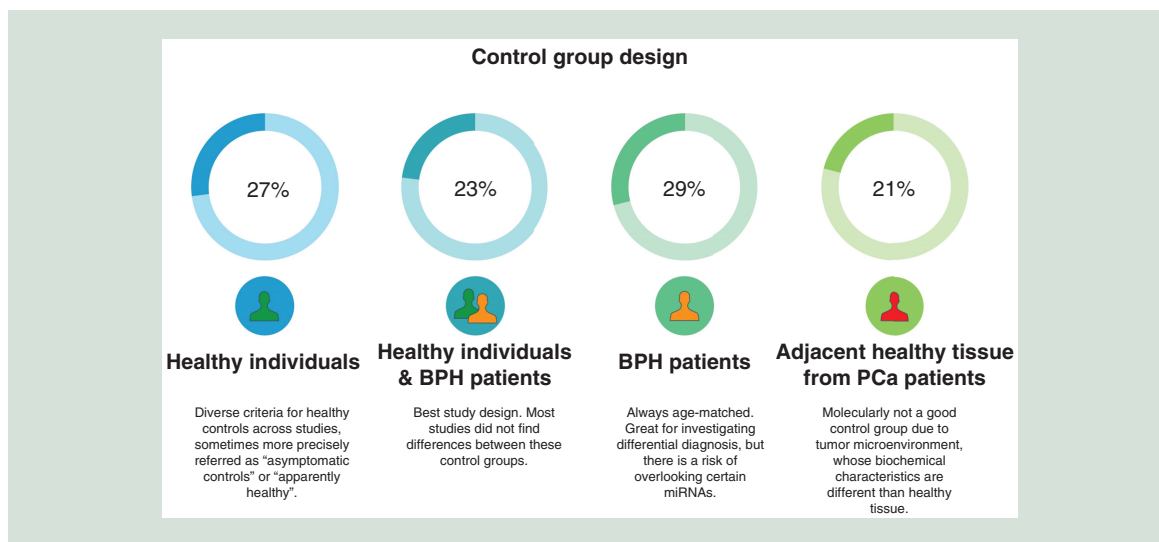 Control group design
27%
23%
29%
21%
Healthy individuals
Diverse criteria for healthy
controls across studies,
sometimes more precisely
referred as “asymptomatic
controls” or “apparently
healthy”.
Healthy individuals
& BPH patients
Best study design. Most
studies did not find
differences between these
control groups.
BPH patients
Always age-matched.
Great for investigating
differential diagnosis, but
there is a risk of
overlooking certain
miRNAs.
Adjacent healthy tissue
from PCa patients
Molecularly not a good
control group due to
tumor microenvironment,
whose biochemical
characteristics are
different than healthy
tissue.